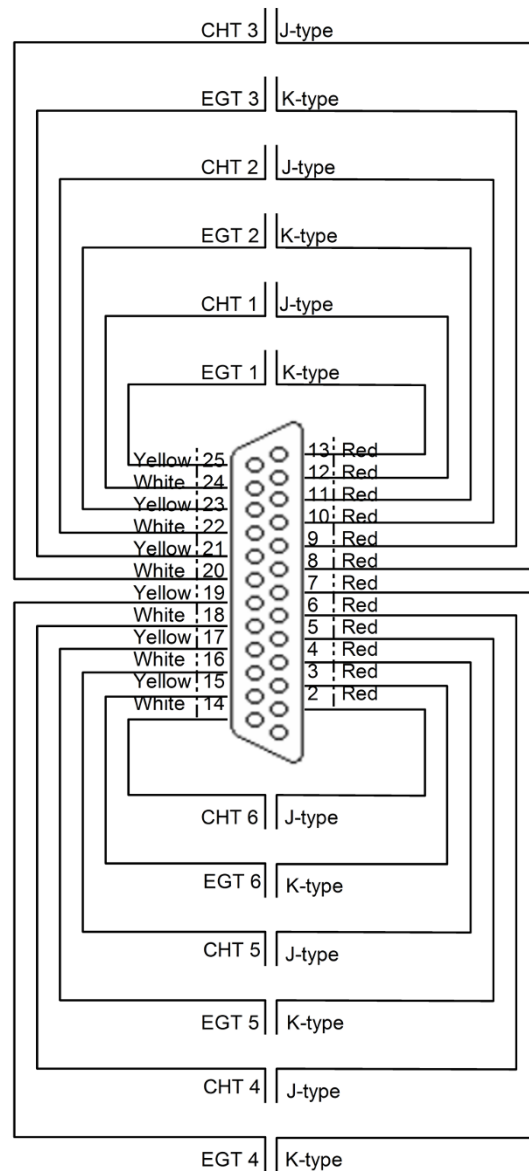 CHT 3 J-type
EGT 3 K-type
CHT 2 J-type
EGT 2 K-type
CHT 1 J-type
EGT 1 K-type
13 Red
Yellow 25
12 Red
White 24
11 Red
Yellow 23
10 Red
White 22
9 Red
Yellow 21
8 Red
White 20
7 Red
Yellow 19
6 Red
White 18
5 Red
Yellow 17
4 Red
White 16
3 Red
Yellow 15
2 Red
White 14
CHT 6 J-type
EGT 6 K-type
CHT 5 J-type
EGT 5 K-type
CHT 4 J-type
EGT 4 K-type